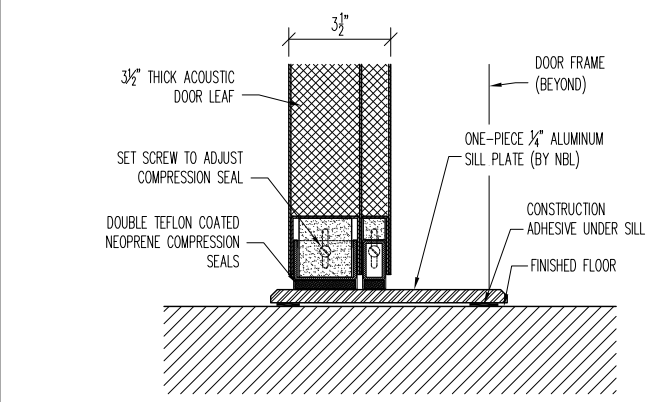 3½"
3½" THICK ACOUSTIC
DOOR LEAF
SET SCREW TO ADJUST
COMPRESSION SEAL
DOUBLE TEFLON COATED
NEOPRENE COMPRESSION
SEALS
DOOR FRAME
(BEYOND)
ONE-PIECE ¼" ALUMINUM
SILL PLATE (BY NBL)
CONSTRUCTION
ADHESIVE UNDER SILL
FINISHED FLOOR